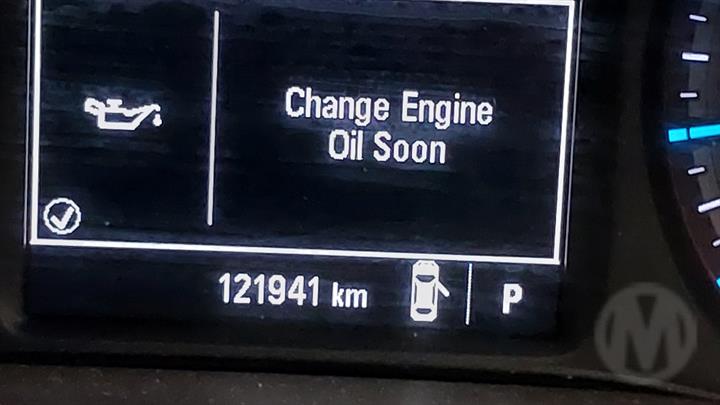 Change Engine
Oil Soon
121941 km
P
M